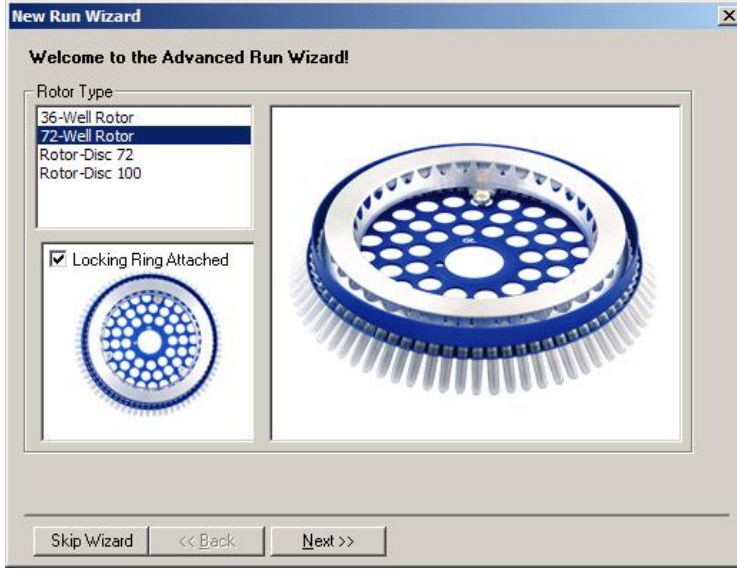 New Run Wizard
Welcome to the Advanced Run Wizard!
Rotor Type
36-Well Rotor
72-Well Rotor
Rotor-Disc 72
Rotor-Disc 100
Locking Ring Attached
Skip Wizard
<< Back
Next >>